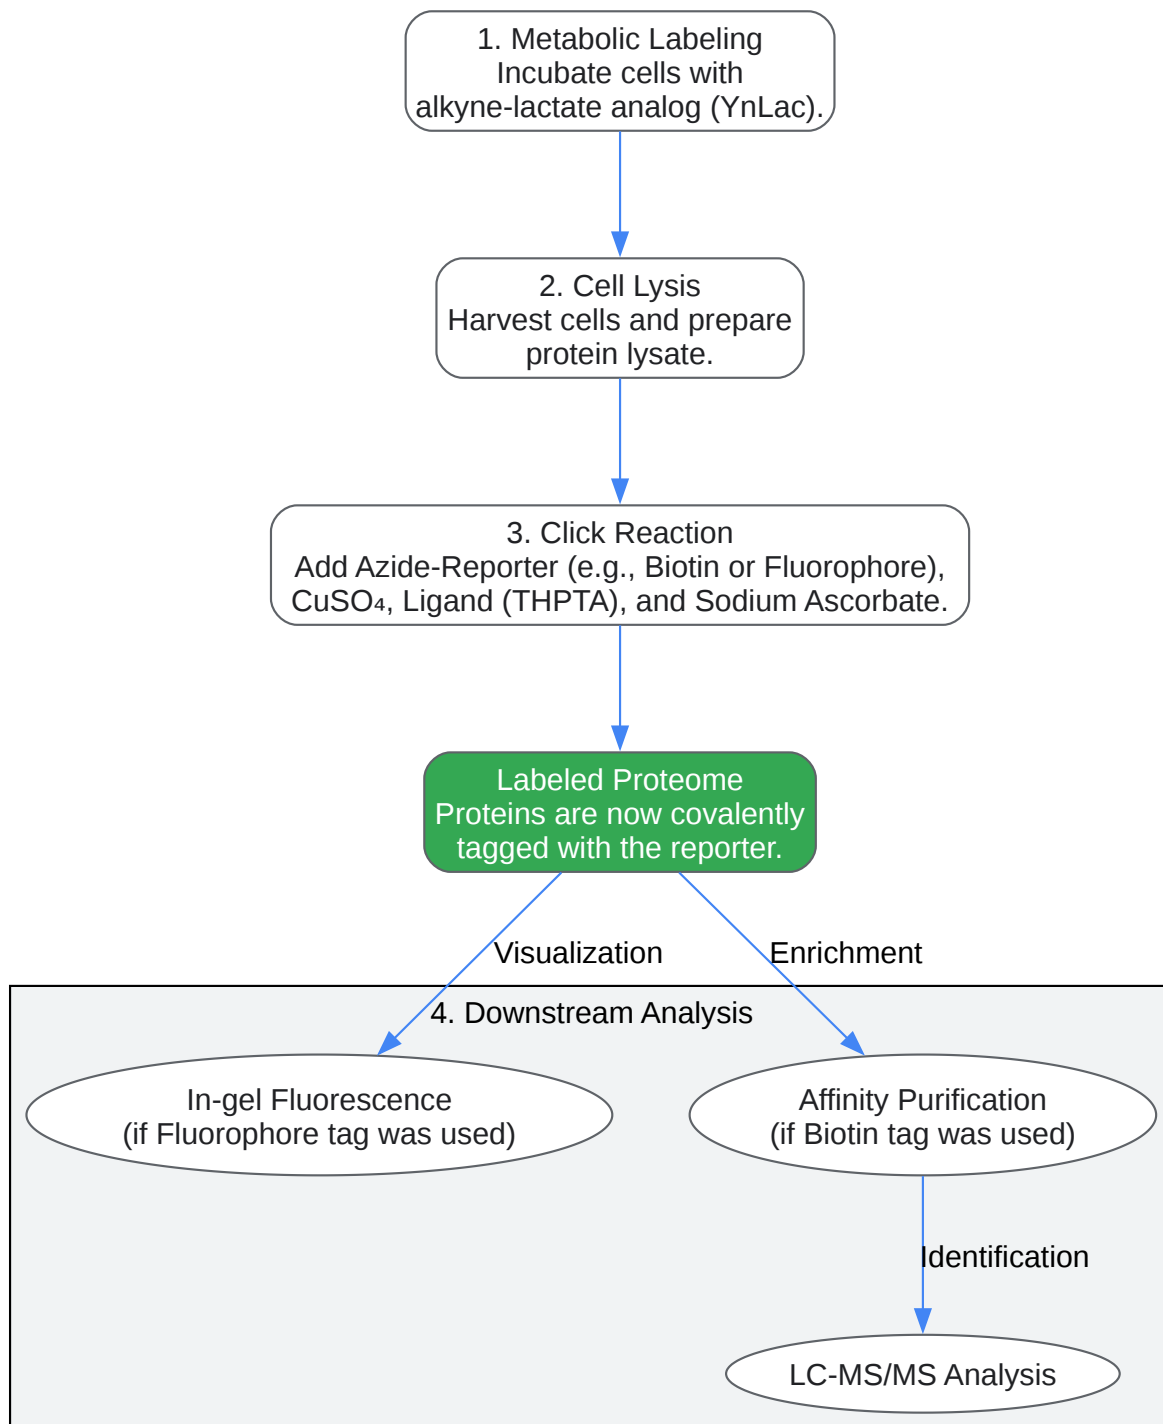 1. Metabolic Labeling
Incubate cells with
alkyne-lactate analog (YnLac).
2. Cell Lysis
Harvest cells and prepare
protein lysate.
3. Click Reaction
Add Azide-Reporter (e.g., Biotin or Fluorophore),
CuSO₄, Ligand (THPTA), and Sodium Ascorbate.
Labeled Proteome
Proteins are now covalently
tagged with the reporter.
Visualization
Enrichment
4. Downstream Analysis
In-gel Fluorescence
(if Fluorophore tag was used)
Affinity Purification
(if Biotin tag was used)
Identification
LC-MS/MS Analysis